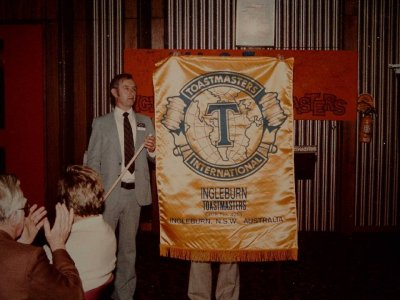 TOASTMASTERS
T
INTERNATIONAL
INGLEBURN
TOASTMASTERS
INGLEBURN, N.S.W. AUSTRALIA